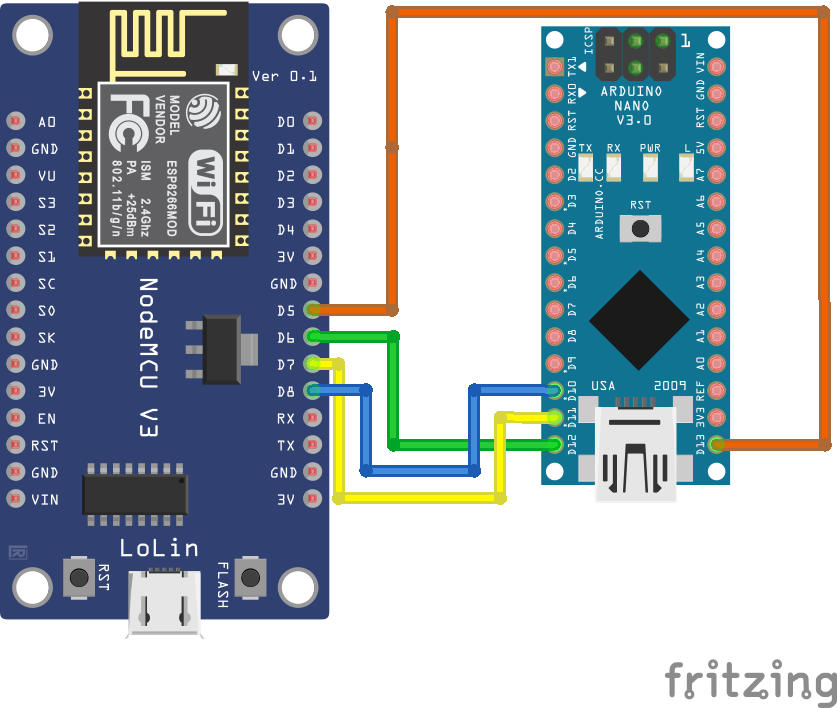 Ver 0.1
A0
GND
VU
S3
S2
S1
SC
S0
SK
GND
3V
EN
RST
GND
VIN
MODEL
VENDOR
ESP8266MOD
FC
ISM 2.4Ghz
PA +25dBm
802.11b/g/n
WiFi
NodeMCU V3
D0
D1
D2
D3
D4
3V
GND
D5
D6
D7
D8
RX
TX
GND
3V
LoLin
RST
FLASH
ICSP
1
ARDUINO
NANO
V3.0
TX RX PWR L
ARDUINO.CC
RST
TX1
RX0
RST
GND
D2
D3
D4
D5
D6
D7
D8
D9
D10
D11
D12
VIN
GND
RST
5V
A7
A6
A5
A4
A3
A2
A1
A0
REF
3V3
D13
USA 2009
fritzing